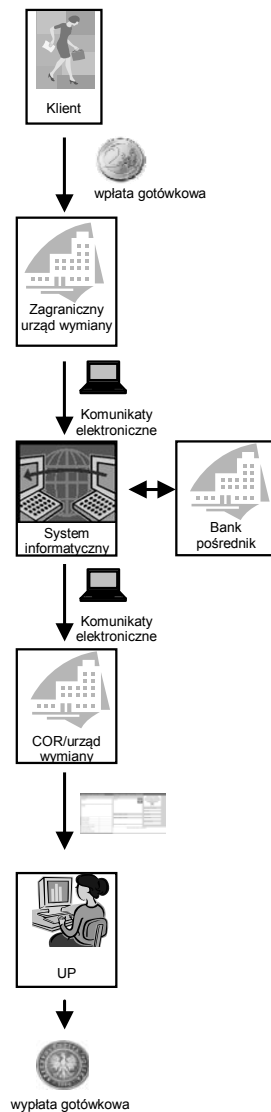 Klient
wpłata gotówkowa
Zagraniczny
urząd wymiany
Komunikaty
elektroniczne
System
informatyczny
Bank
pośrednik
Komunikaty
elektroniczne
COR/urząd
wymiany
UP
wypłata gotówkowa